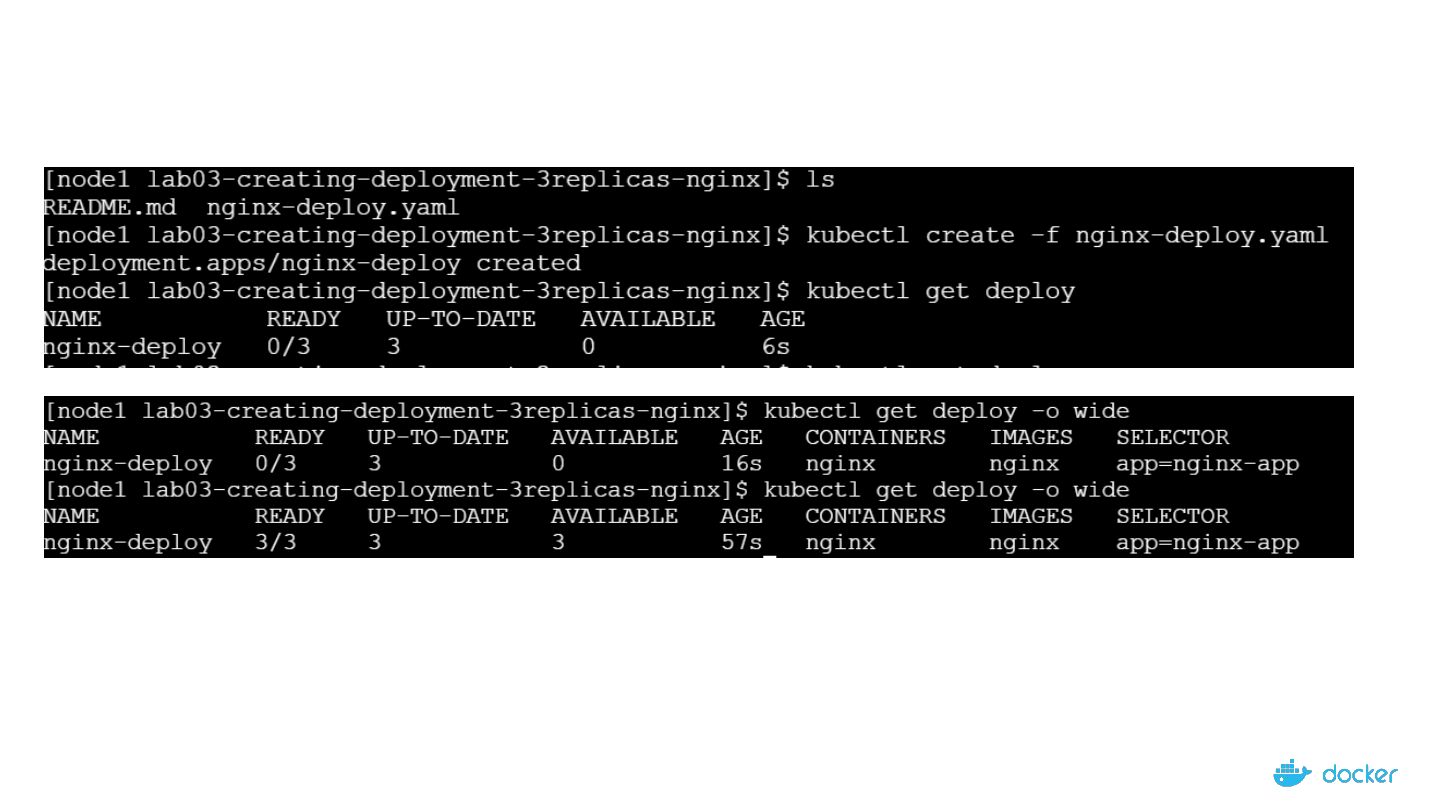 [node1 lab03-creating-deployment-3replicas-nginx]$ ls
README.md  nginx-deploy.yaml
[node1 lab03-creating-deployment-3replicas-nginx]$ kubectl create -f nginx-deploy.yaml
deployment.apps/nginx-deploy created
[node1 lab03-creating-deployment-3replicas-nginx]$ kubectl get deploy
NAME           READY   UP-TO-DATE   AVAILABLE   AGE
nginx-deploy   0/3     3            0           6s
[node1 lab03-creating-deployment-3replicas-nginx]$ kubectl get deploy -o wide
NAME           READY   UP-TO-DATE   AVAILABLE   AGE   CONTAINERS   IMAGES   SELECTOR
nginx-deploy   0/3     3            0           16s   nginx        nginx    app=nginx-app
[node1 lab03-creating-deployment-3replicas-nginx]$ kubectl get deploy -o wide
NAME           READY   UP-TO-DATE   AVAILABLE   AGE   CONTAINERS   IMAGES   SELECTOR
nginx-deploy   3/3     3            3           57s   nginx        nginx    app=nginx-app
docker